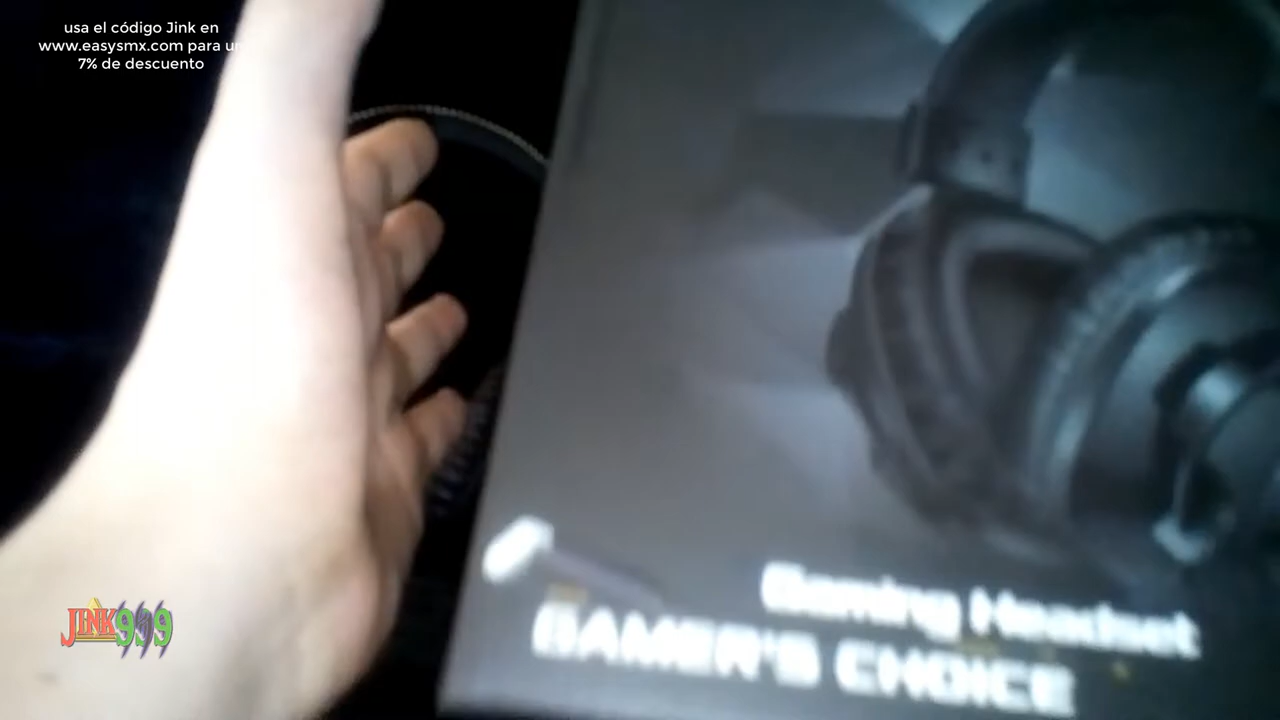 usa el código Jink en
www.easysmx.com para un
7% de descuento
Gaming Headset
GAMER'S CHOICE
JINK999